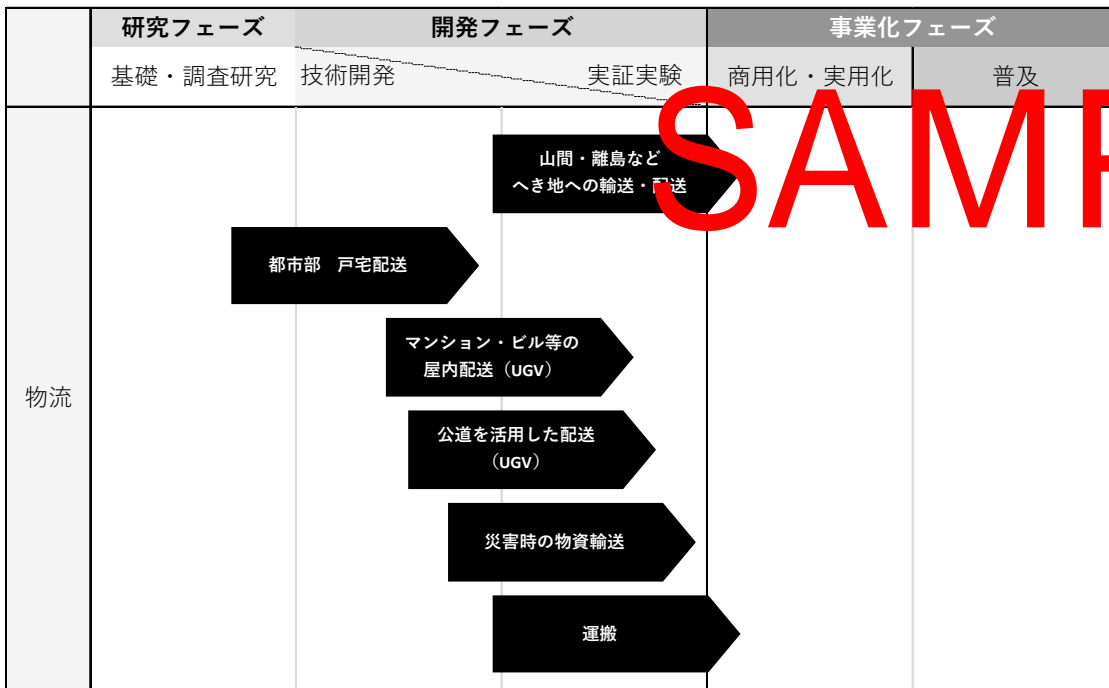 研究フェーズ 開発フェーズ 事業化フェーズ
基礎・調査研究 技術開発 実証実験 商用化・実用化 普及
物流
山間・離島など
へき地への輸送・配送
都市部　戸宅配送
マンション・ビル等の
屋内配送（UGV）
公道を活用した配送
（UGV）
災害時の物資輸送
運搬
SAMP